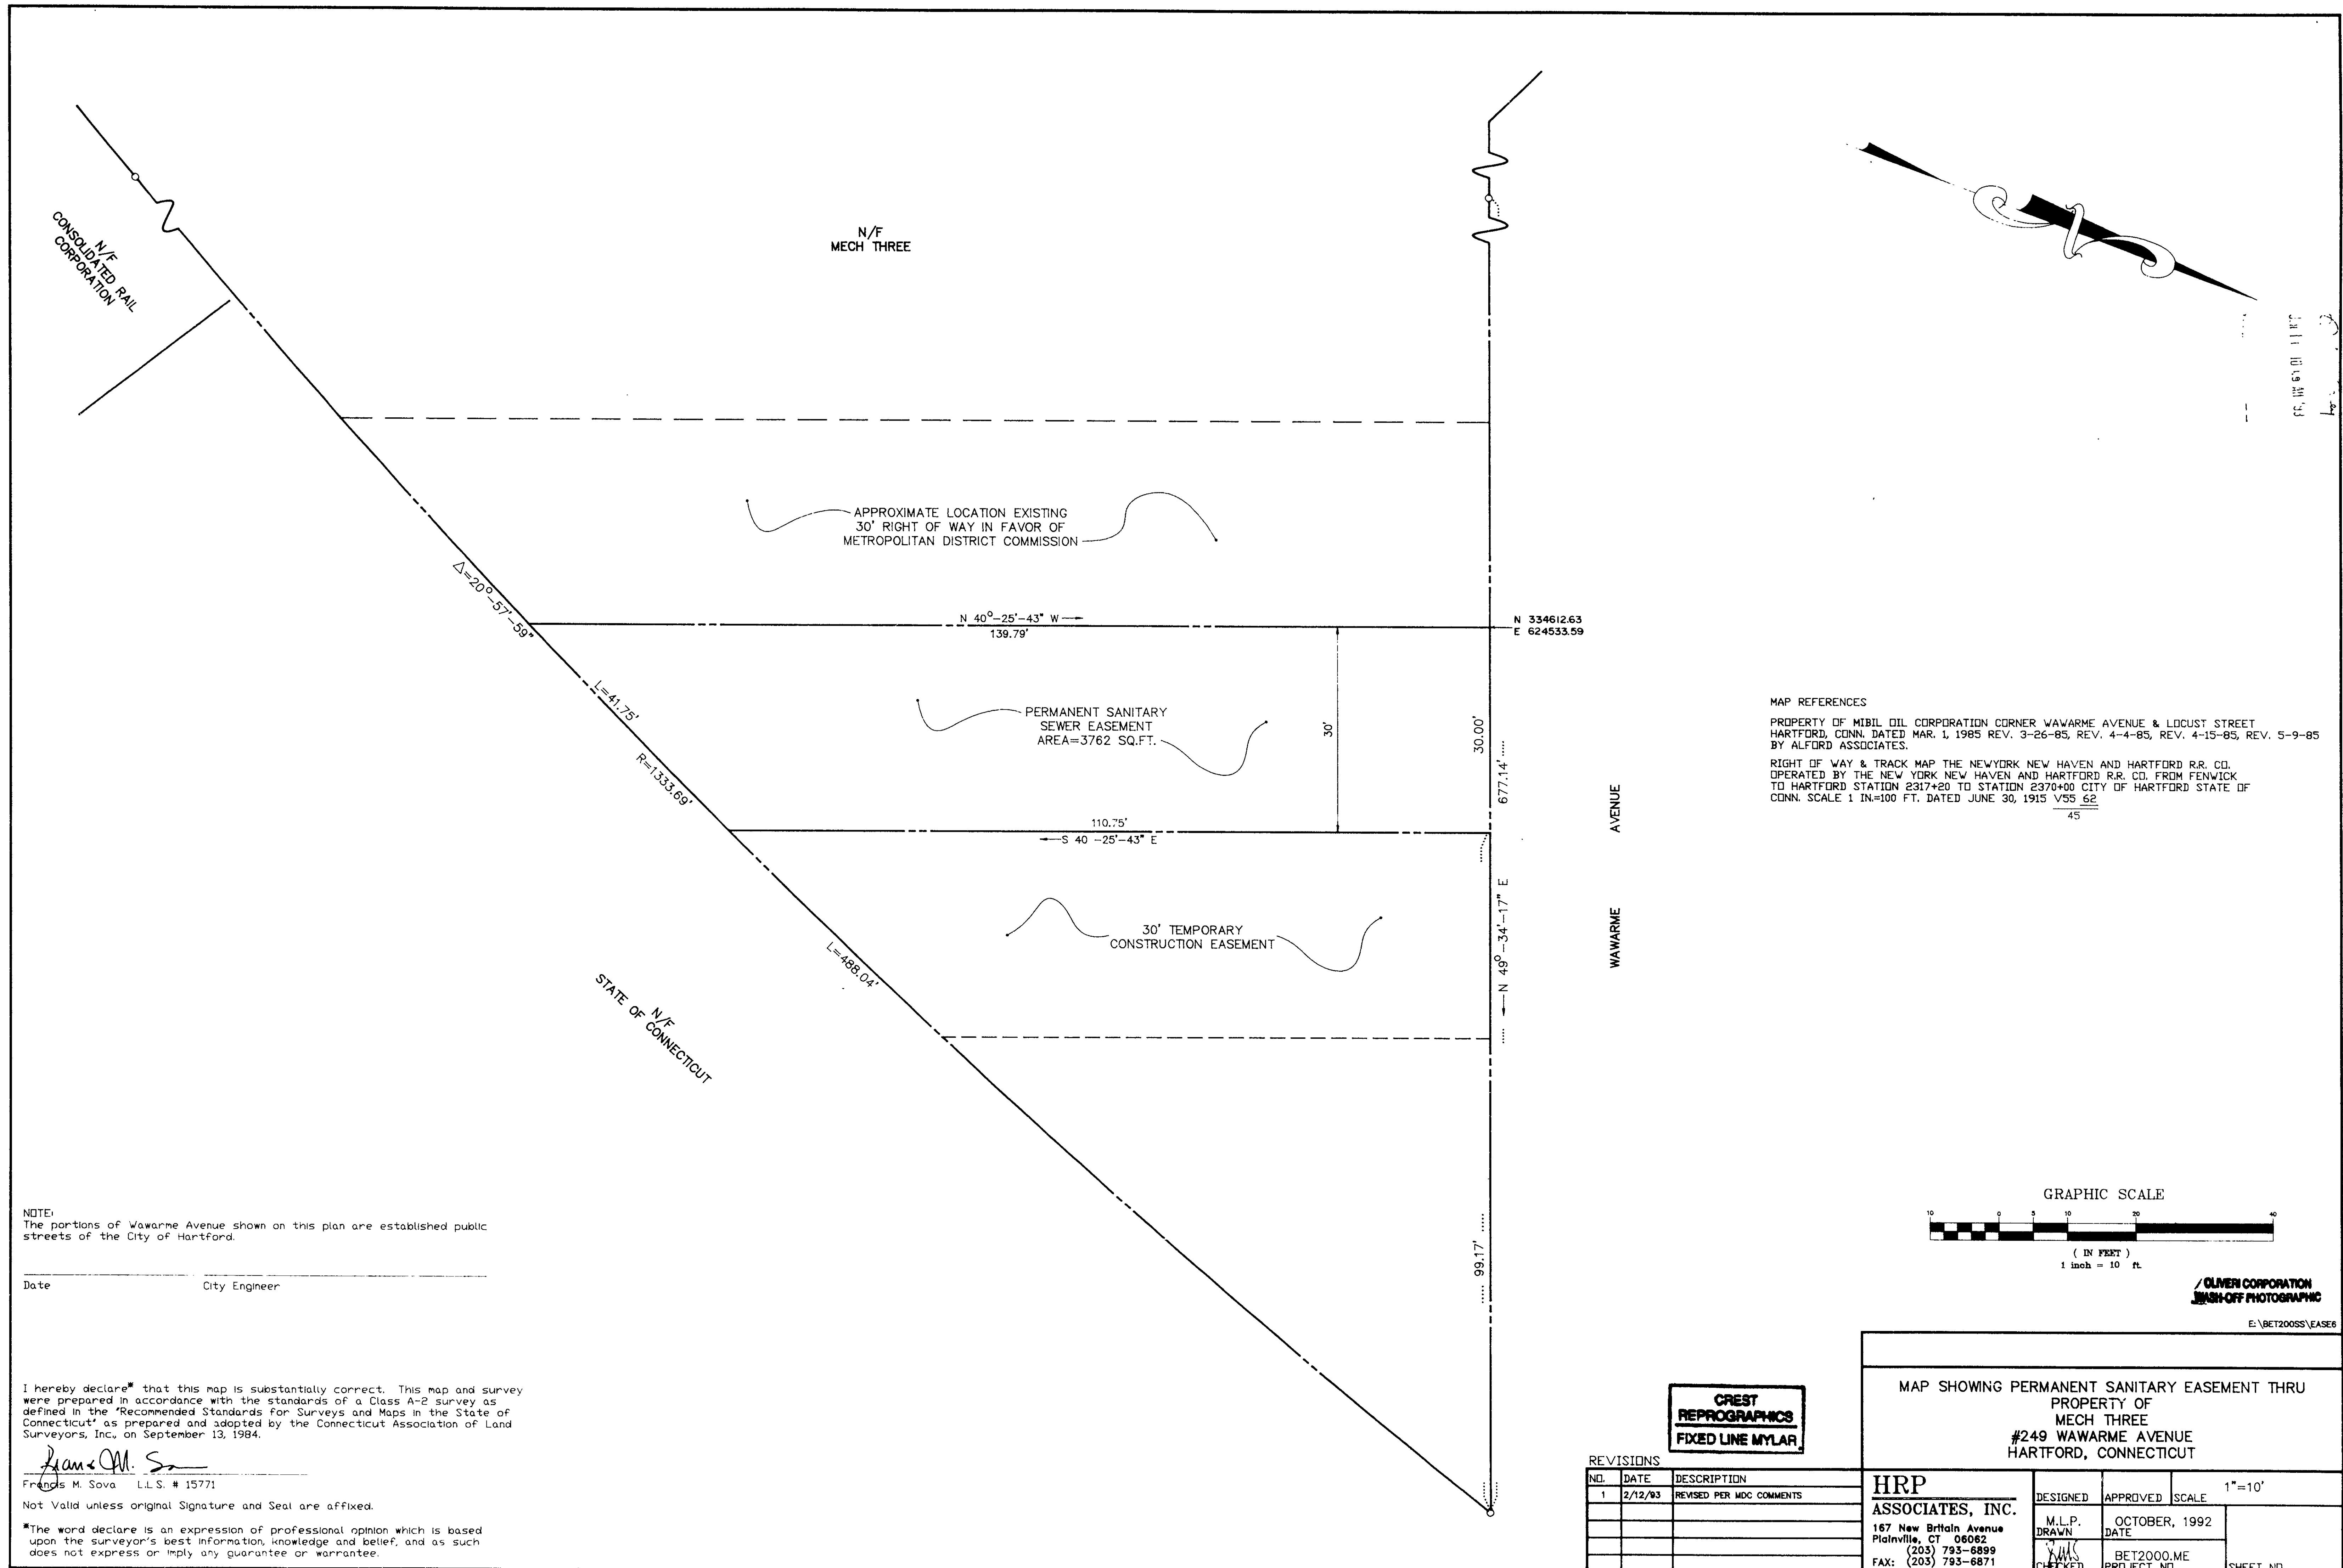 N/F
CONSOLIDATED RAIL
CORPORATION
N/F
MECH THREE
APPROXIMATE LOCATION EXISTING
30' RIGHT OF WAY IN FAVOR OF
METROPOLITAN DISTRICT COMMISSION
Δ=20°-57'-59"
N 40°-25'-43" W
139.79'
N 334612.63
E 624533.59
L=41.75'
R=1333.69'
PERMANENT SANITARY
SEWER EASEMENT
AREA=3762 SQ.FT.
30'
30.00'
677.14'
110.75'
S 40 -25'-43" E
WAWARME AVENUE
N 49°-34'-17" E
30' TEMPORARY
CONSTRUCTION EASEMENT
L=488.04'
N/F
STATE OF CONNECTICUT
99.17'
MAP REFERENCES
PROPERTY OF MIBIL OIL CORPORATION CORNER WAWARME AVENUE & LOCUST STREET
HARTFORD, CONN. DATED MAR. 1, 1985 REV. 3-26-85, REV. 4-4-85, REV. 4-15-85, REV. 5-9-85
BY ALFORD ASSOCIATES.
RIGHT OF WAY & TRACK MAP THE NEWYORK NEW HAVEN AND HARTFORD R.R. CO.
OPERATED BY THE NEW YORK NEW HAVEN AND HARTFORD R.R. CO. FROM FENWICK
TO HARTFORD STATION 2317+20 TO STATION 2370+00 CITY OF HARTFORD STATE OF
CONN. SCALE 1 IN.=100 FT. DATED JUNE 30, 1915 V55 62
45
NOTE:
The portions of Wawarme Avenue shown on this plan are established public
streets of the City of Hartford.
Date City Engineer
I hereby declare* that this map is substantially correct. This map and survey
were prepared in accordance with the standards of a Class A-2 survey as
defined in the "Recommended Standards for Surveys and Maps in the State of
Connecticut" as prepared and adopted by the Connecticut Association of Land
Surveyors, Inc., on September 13, 1984.
Francis M. Sova L.L.S. # 15771
Not Valid unless original Signature and Seal are affixed.
*The word declare is an expression of professional opinion which is based
upon the surveyor's best information, knowledge and belief, and as such
does not express or imply any guarantee or warrantee.
GRAPHIC SCALE
10 0 5 10 20 40
( IN FEET )
1 inch = 10 ft.
OLIVERI CORPORATION
WASH-OFF PHOTOGRAPHIC
E:\BET200SS\EASE6
CREST
REPROGRAPHICS
FIXED LINE MYLAR
REVISIONS
NO. DATE DESCRIPTION
1 2/12/93 REVISED PER MDC COMMENTS
MAP SHOWING PERMANENT SANITARY EASEMENT THRU
PROPERTY OF
MECH THREE
#249 WAWARME AVENUE
HARTFORD, CONNECTICUT
HRP
ASSOCIATES, INC.
167 New Britain Avenue
Plainville, CT 06062
(203) 793-6899
FAX: (203) 793-6871
DESIGNED APPROVED SCALE 1"=10'
M.L.P. OCTOBER, 1992
DRAWN DATE
BET2000.ME
CHECKED PROJECT NO. SHEET NO.